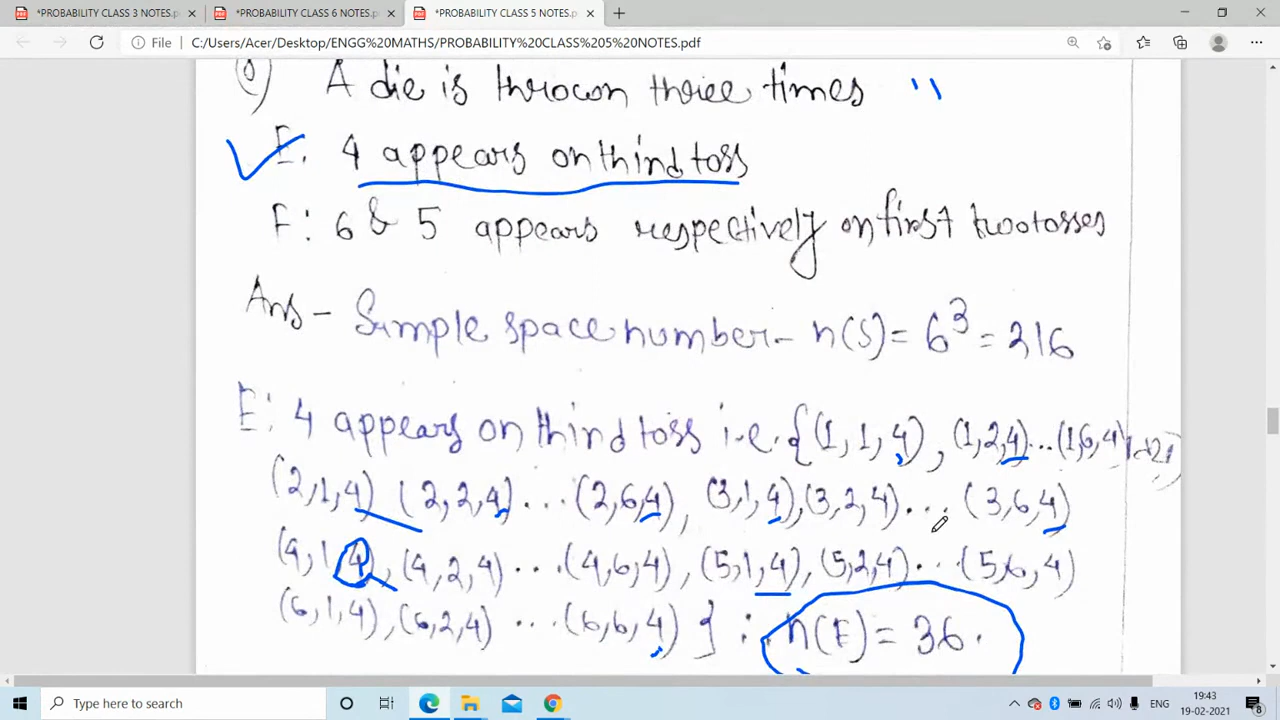 *PROBABILITY CLASS 3 NOTES.p *PROBABILITY CLASS 6 NOTES.p *PROBABILITY CLASS 5 NOTES.p
File C:/Users/Acer/Desktop/ENGG%20MATHS/PROBABILITY%20CLASS%205%20NOTES.pdf
A die is thrown three times "
E: 4 appears on third toss
F: 6 & 5 appears respectively on first two tosses
Ans - Sample space number - n(S) = 6³ = 216
E: 4 appears on third toss i.e. {(1,1,4), (1,2,4)...(1,6,4)
(2,1,4) (2,2,4)...(2,6,4), (3,1,4),(3,2,4)...(3,6,4)
(4,1,4), (4,2,4)...(4,6,4), (5,1,4), (5,2,4)...(5,6,4)
(6,1,4), (6,2,4)...(6,6,4) } ; n(E) = 36.
Type here to search
ENG
19:43
19-02-2021
8